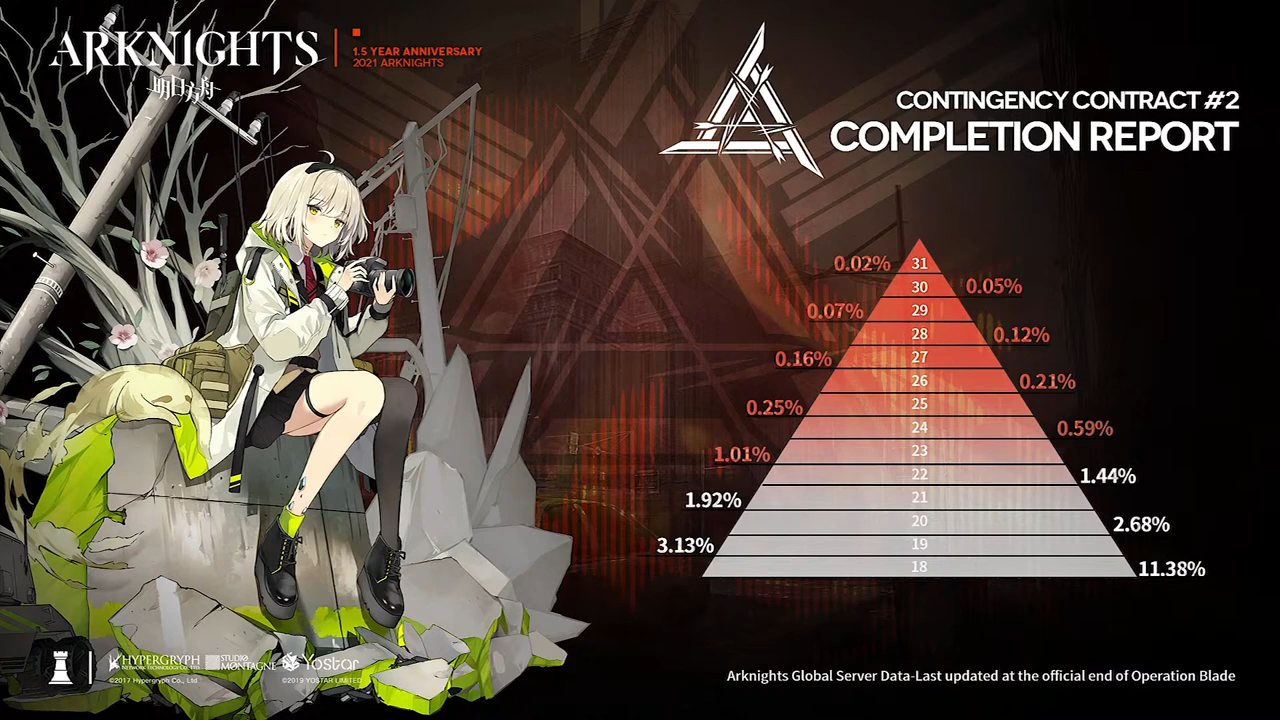 ARKNIGHTS
明日方舟
1.5 YEAR ANNIVERSARY
2021 ARKNIGHTS
CONTINGENCY CONTRACT #2
COMPLETION REPORT
0.02% 31
30 0.05%
0.07% 29
28 0.12%
0.16% 27
26 0.21%
0.25% 25
24 0.59%
1.01% 23
22 1.44%
1.92% 21
20 2.68%
3.13% 19
18 11.38%
HYPERGRYPH
NETWORK TECHNOLOGY CO., LTD.
©2017 Hypergryph Co., Ltd
STUDIO
MONTAGNE
Yostar
©2019 YOSTAR LIMITED
Arknights Global Server Data-Last updated at the official end of Operation Blade